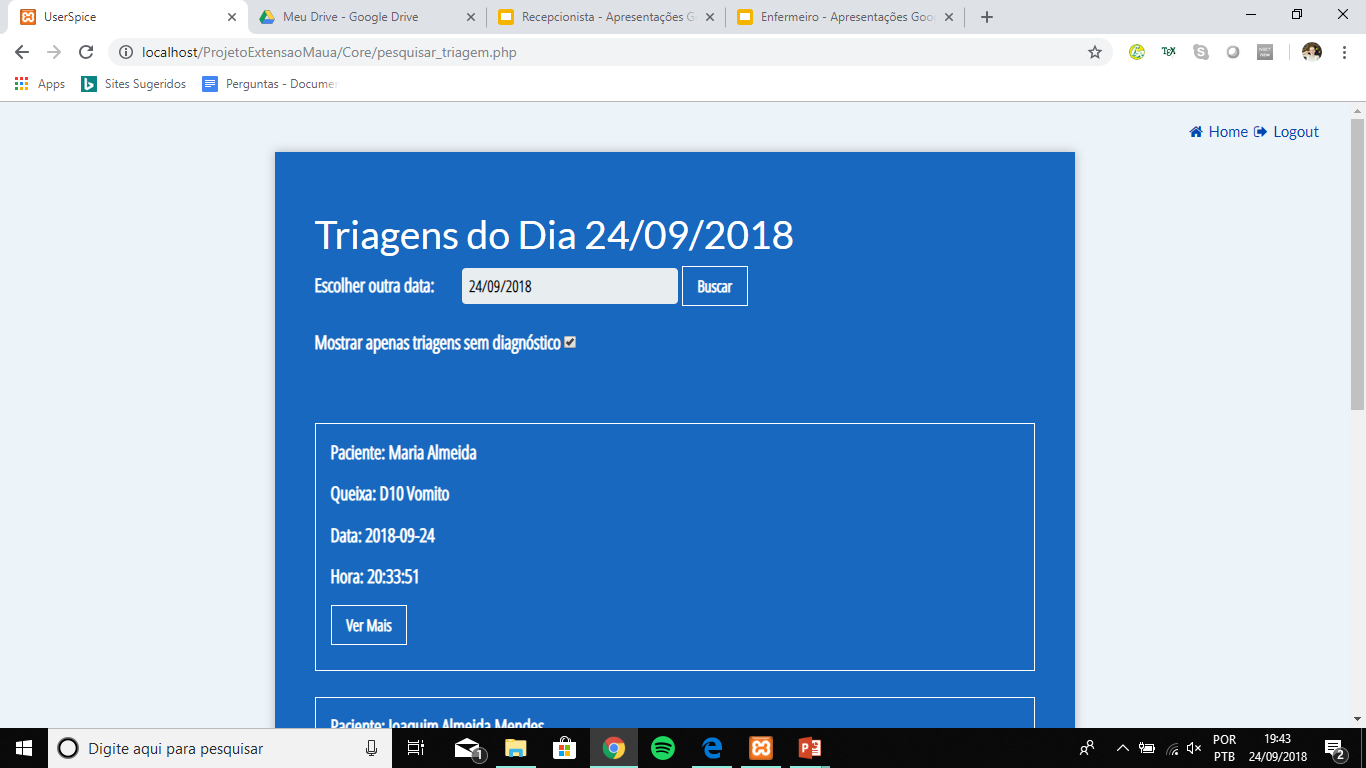 UserSpice
Meu Drive - Google Drive
Recepcionista - Apresentações G
Enfermeiro - Apresentações Goo
localhost/ProjetoExtensaoMaua/Core/pesquisar_triagem.php
Apps
Sites Sugeridos
Perguntas - Documen
Home Logout
Triagens do Dia 24/09/2018
Escolher outra data: 24/09/2018 Buscar
Mostrar apenas triagens sem diagnóstico
Paciente: Maria Almeida
Queixa: D10 Vomito
Data: 2018-09-24
Hora: 20:33:51
Ver Mais
Paciente: Joaquim Almeida Mendes
Digite aqui para pesquisar
1
POR
PTB
19:43
24/09/2018
2